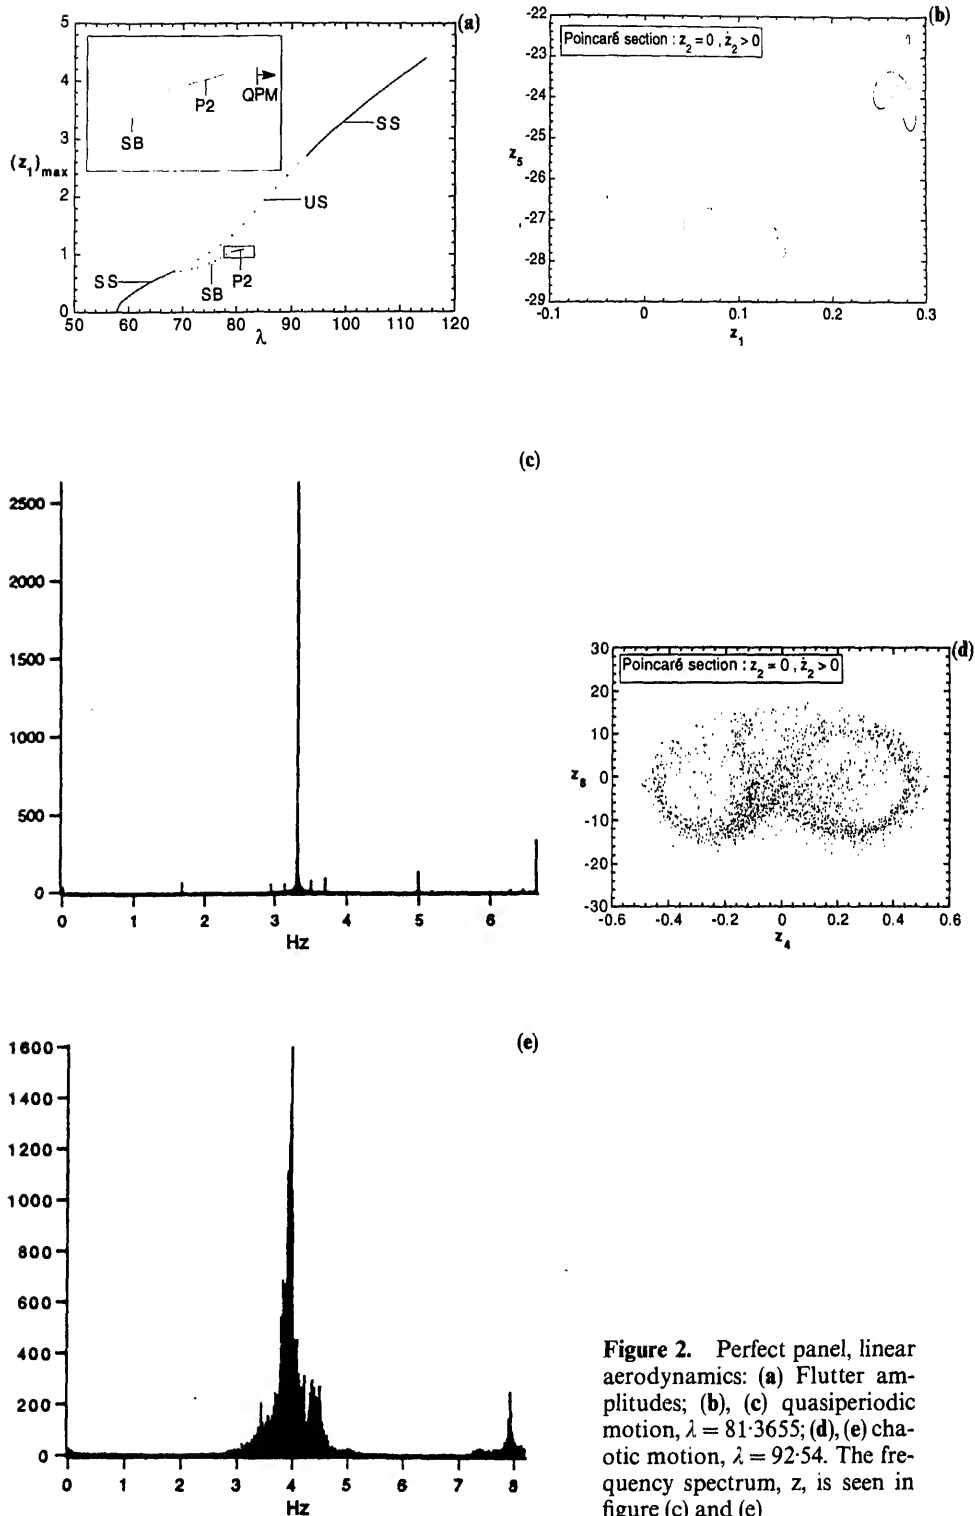 (a)
5
4
3
(z₁)max
2
1
0
50
60
70
80
90
100
110
120
λ
QPM
P2
SB
SS
US
SS
SB
P2
(b)
-22
Poincaré section : z₂ = 0 , ż₂ > 0
-23
-24
-25
z₅
-26
-27
-28
-29
-0.1
0
0.1
0.2
0.3
z₁
(c)
2500
2000
1500
1000
500
0
0
1
2
3
4
5
6
Hz
(d)
30
Poincaré section : z₂ = 0 , ż₂ > 0
20
10
z₈
0
-10
-20
-30
-0.6
-0.4
-0.2
0
0.2
0.4
0.6
z₄
(e)
1600
1400
1200
1000
800
600
400
200
0
0
1
2
3
4
5
6
7
8
Hz
Figure 2. Perfect panel, linear
aerodynamics: (a) Flutter am-
plitudes; (b), (c) quasiperiodic
motion, λ = 81·3655; (d), (e) cha-
otic motion, λ = 92·54. The fre-
quency spectrum, z, is seen in
figure (c) and (e)